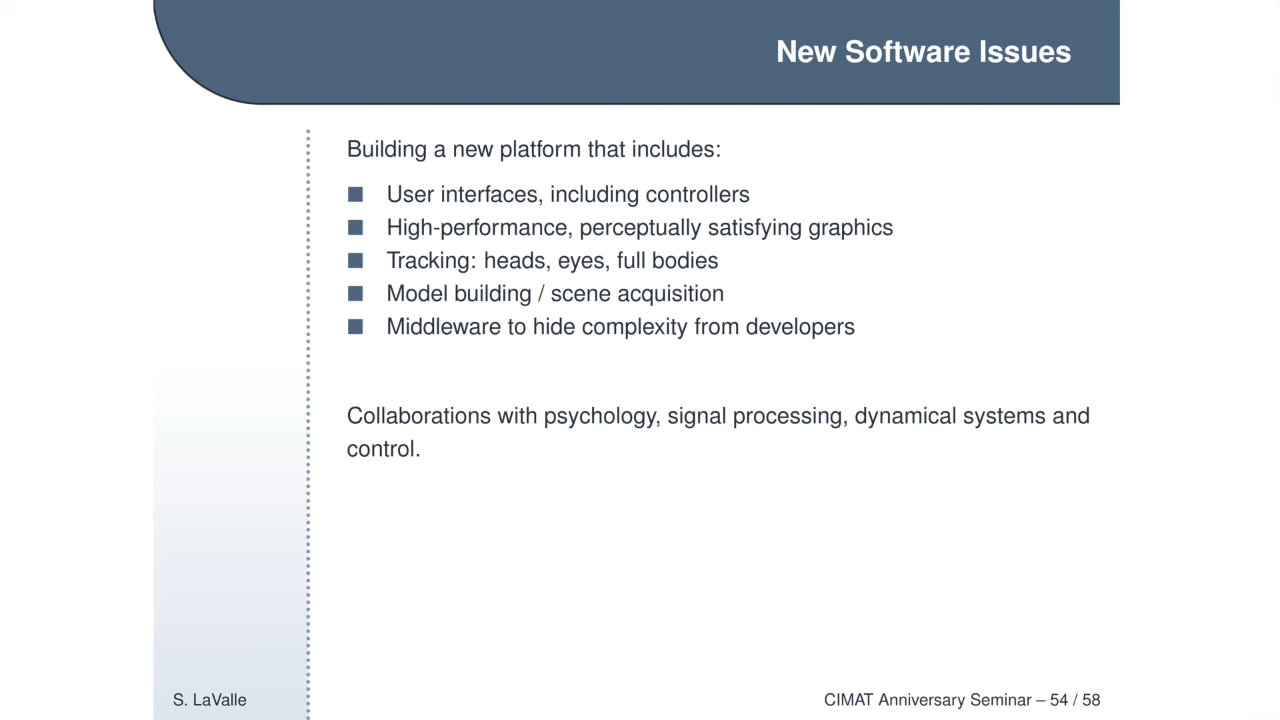 New Software Issues
Building a new platform that includes:
User interfaces, including controllers
High-performance, perceptually satisfying graphics
Tracking: heads, eyes, full bodies
Model building / scene acquisition
Middleware to hide complexity from developers
Collaborations with psychology, signal processing, dynamical systems and
control.
S. LaValle
CIMAT Anniversary Seminar – 54 / 58